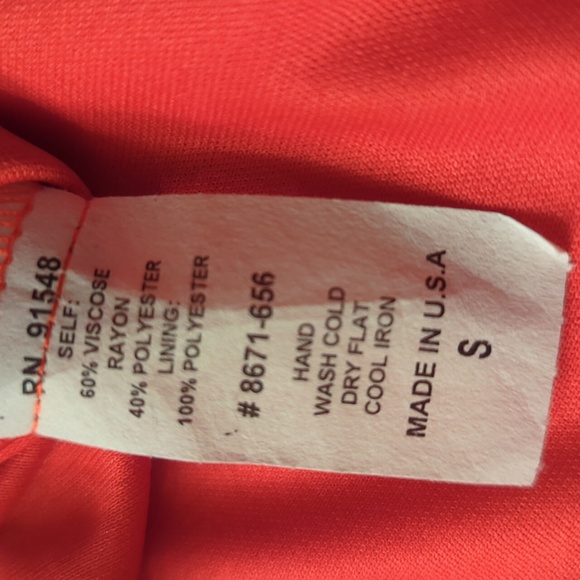 RN 91548
SELF:
60% VISCOSE
RAYON
40% POLYESTER
LINING:
100% POLYESTER
# 8671-656
HAND
WASH COLD
DRY FLAT
COOL IRON
MADE IN U.S.A
S